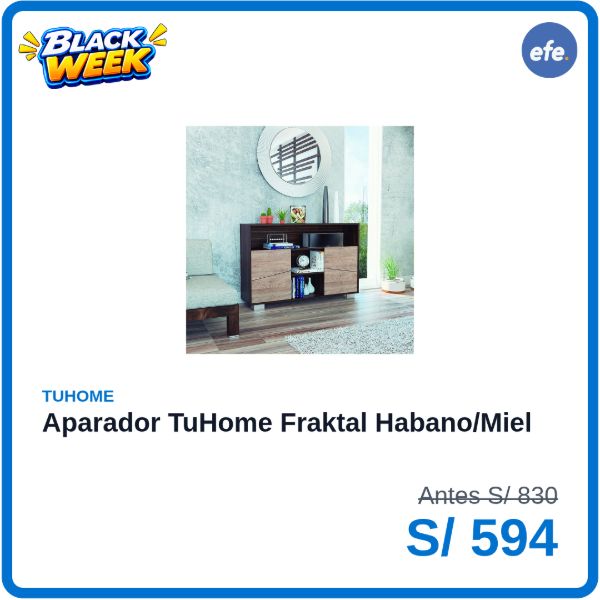 BLACK
WEEK
efe.
TUHOME
Aparador TuHome Fraktal Habano/Miel
Antes S/ 830
S/ 594